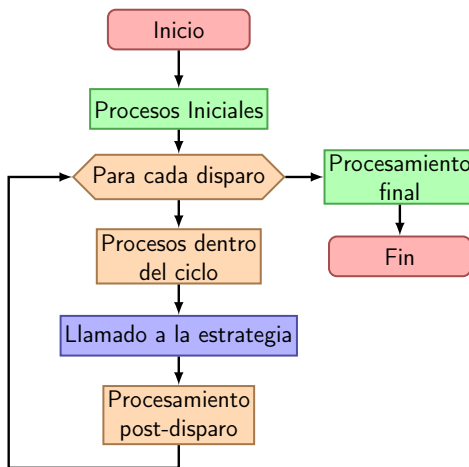 Inicio
Procesos Iniciales
Para cada disparo
Procesos dentro
del ciclo
Llamado a la estrategia
Procesamiento
post-disparo
Procesamiento
final
Fin